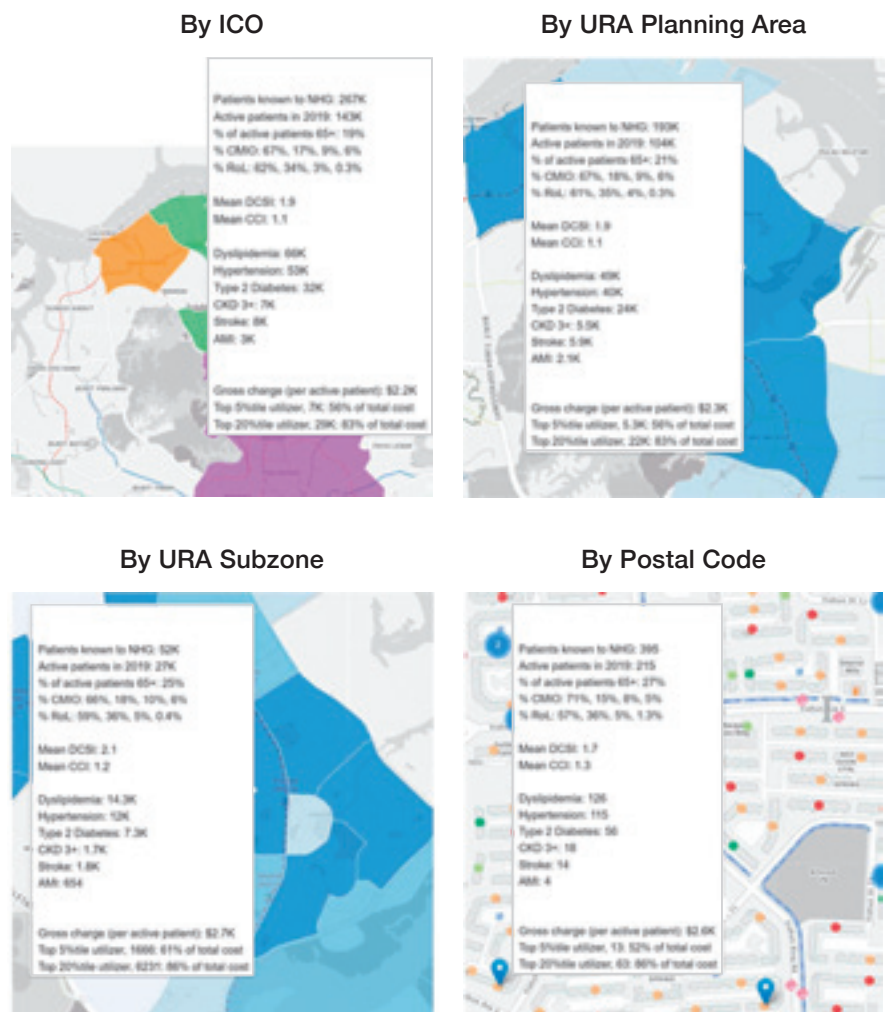 By ICO
Patients known to NHG: 267K
Active patients in 2019: 143K
% of active patients 65+: 19%
% CMIO: 67%, 17%, 9%, 6%
% RoL: 62%, 34%, 3%, 0.3%
Mean DCSI: 1.9
Mean CCI: 1.1
Dyslipidemia: 66K
Hypertension: 53K
Type 2 Diabetes: 32K
CKD 3+: 7K
Stroke: 8K
AMI: 3K
Gross charge (per active patient): $2.2K
Top 5%tile utilizer, 7K: 56% of total cost
Top 20%tile utilizer, 29K: 83% of total cost
By URA Planning Area
Patients known to NHG: 193K
Active patients in 2019: 104K
% of active patients 65+: 21%
% CMIO: 67%, 18%, 9%, 6%
% RoL: 61%, 35%, 4%, 0.3%
Mean DCSI: 1.9
Mean CCI: 1.1
Dyslipidemia: 49K
Hypertension: 40K
Type 2 Diabetes: 24K
CKD 3+: 5.5K
Stroke: 5.9K
AMI: 2.1K
Gross charge (per active patient): $2.3K
Top 5%tile utilizer, 5.3K: 56% of total cost
Top 20%tile utilizer, 22K: 83% of total cost
By URA Subzone
Patients known to NHG: 52K
Active patients in 2019: 27K
% of active patients 65+: 25%
% CMIO: 66%, 18%, 10%, 6%
% RoL: 59%, 36%, 5%, 0.4%
Mean DCSI: 2.1
Mean CCI: 1.2
Dyslipidemia: 14.3K
Hypertension: 12K
Type 2 Diabetes: 7.3K
CKD 3+: 1.7K
Stroke: 1.8K
AMI: 654
Gross charge (per active patient): $2.7K
Top 5%tile utilizer, 1666: 61% of total cost
Top 20%tile utilizer, 6231: 86% of total cost
By Postal Code
Patients known to NHG: 395
Active patients in 2019: 215
% of active patients 65+: 27%
% CMIO: 71%, 15%, 8%, 5%
% RoL: 57%, 36%, 5%, 1.3%
Mean DCSI: 1.7
Mean CCI: 1.3
Dyslipidemia: 126
Hypertension: 115
Type 2 Diabetes: 56
CKD 3+: 18
Stroke: 14
AMI: 4
Gross charge (per active patient): $2.6K
Top 5%tile utilizer, 13: 52% of total cost
Top 20%tile utilizer, 63: 86% of total cost
2